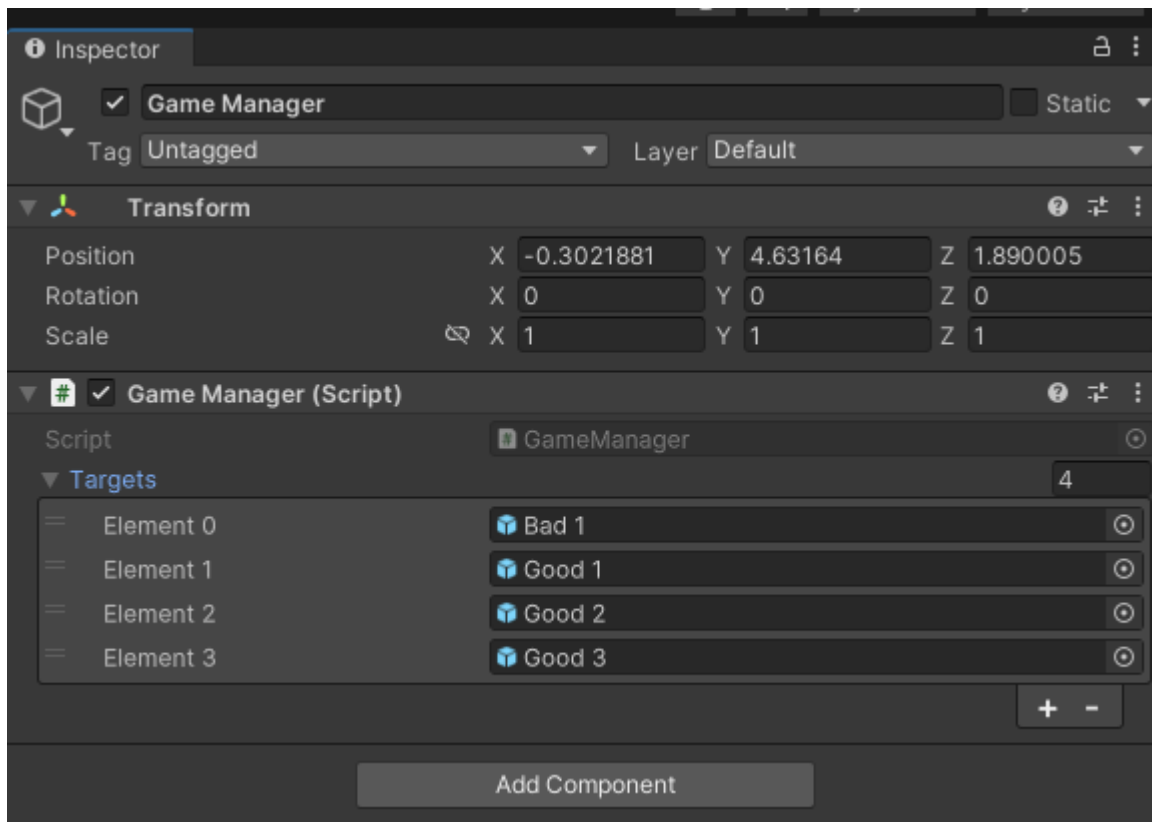 Inspector
Game Manager Static
Tag Untagged Layer Default
Transform
Position X -0.3021881 Y 4.63164 Z 1.890005
Rotation X 0 Y 0 Z 0
Scale X 1 Y 1 Z 1
# Game Manager (Script)
Script # GameManager
Targets 4
Element 0 Bad 1
Element 1 Good 1
Element 2 Good 2
Element 3 Good 3
+ -
Add Component